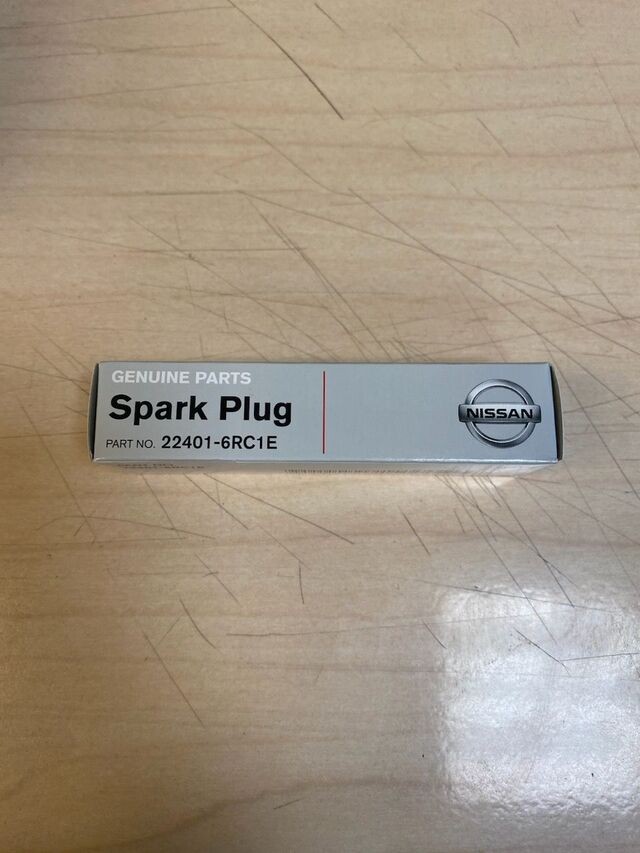 GENUINE PARTS
Spark Plug
PART NO. 22401-6RC1E
NISSAN